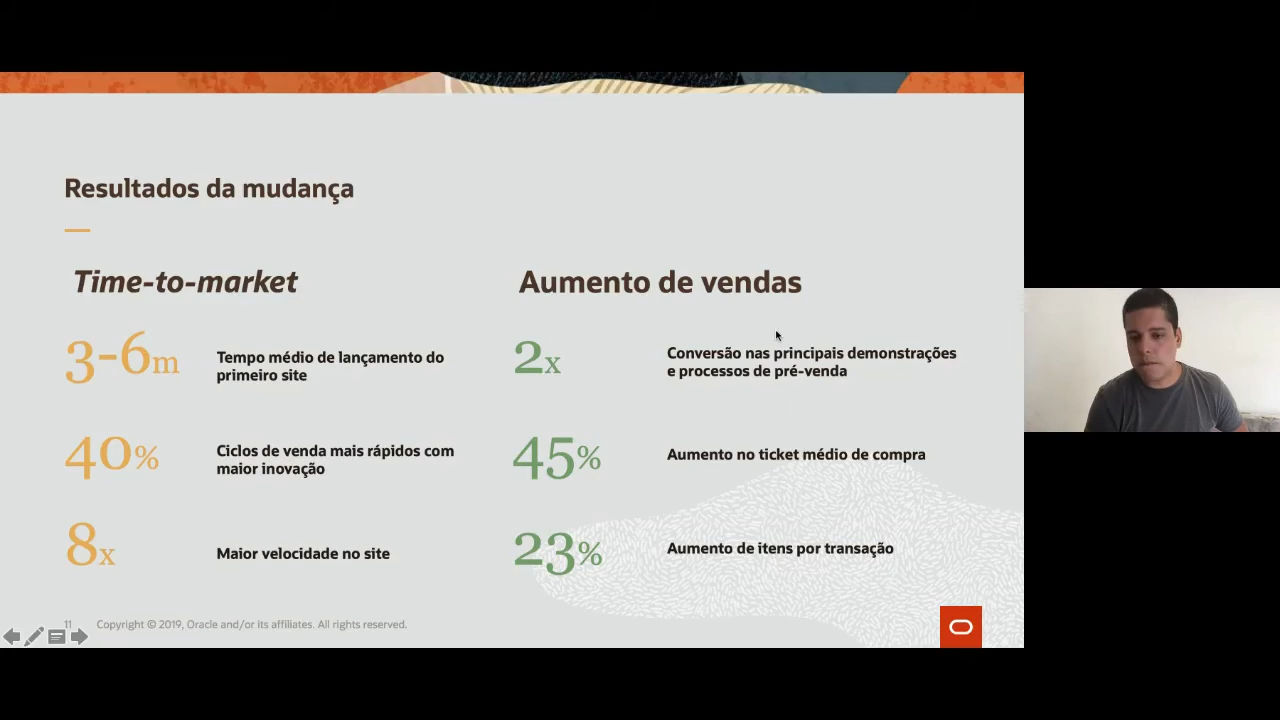 Resultados da mudança
Time-to-market
3-6m
Tempo médio de lançamento do
primeiro site
40%
Ciclos de venda mais rápidos com
maior inovação
8x
Maior velocidade no site
Aumento de vendas
2x
Conversão nas principais demonstrações
e processos de pré-venda
45%
Aumento no ticket médio de compra
23%
Aumento de itens por transação
11
Copyright © 2019, Oracle and/or its affiliates. All rights reserved.